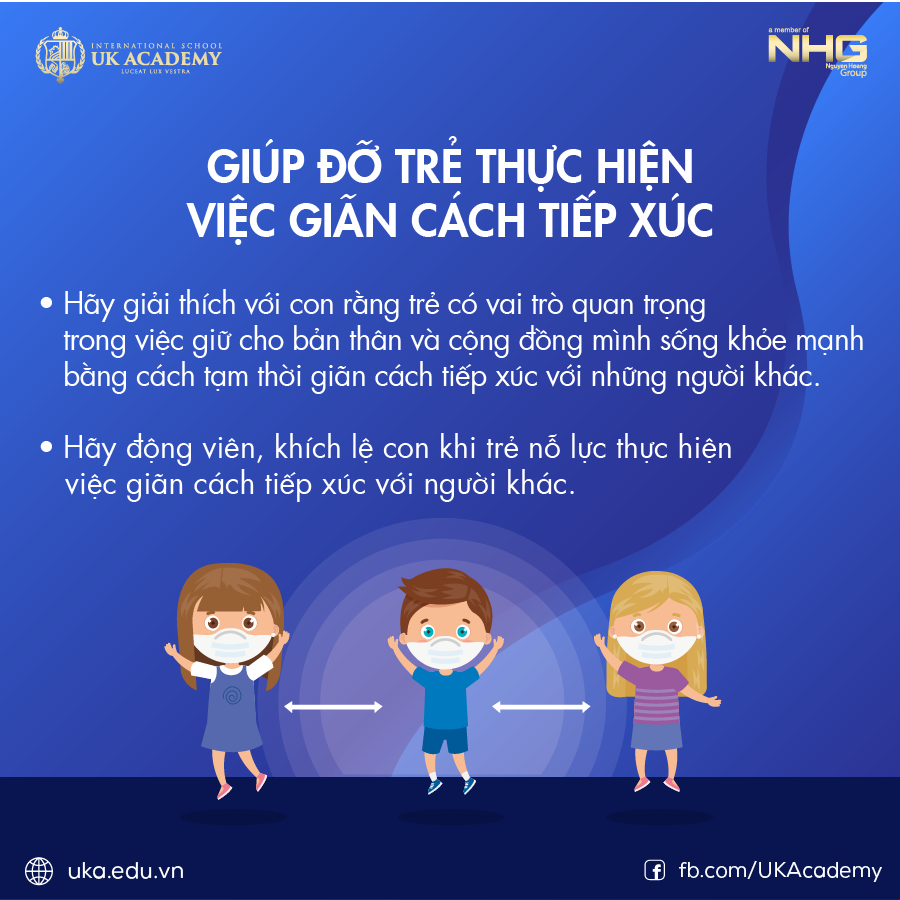 INTERNATIONAL SCHOOL
UK ACADEMY
LUCEAT LUX VESTRA
a member of
NHG
Nguyen Hoang
Group
GIÚP ĐỠ TRẺ THỰC HIỆN
VIỆC GIÃN CÁCH TIẾP XÚC
• Hãy giải thích với con rằng trẻ có vai trò quan trọng
trong việc giữ cho bản thân và cộng đồng mình sống khỏe mạnh
bằng cách tạm thời giãn cách tiếp xúc với những người khác.
• Hãy động viên, khích lệ con khi trẻ nỗ lực thực hiện
việc giãn cách tiếp xúc với người khác.
uka.edu.vn
fb.com/UKAcademy